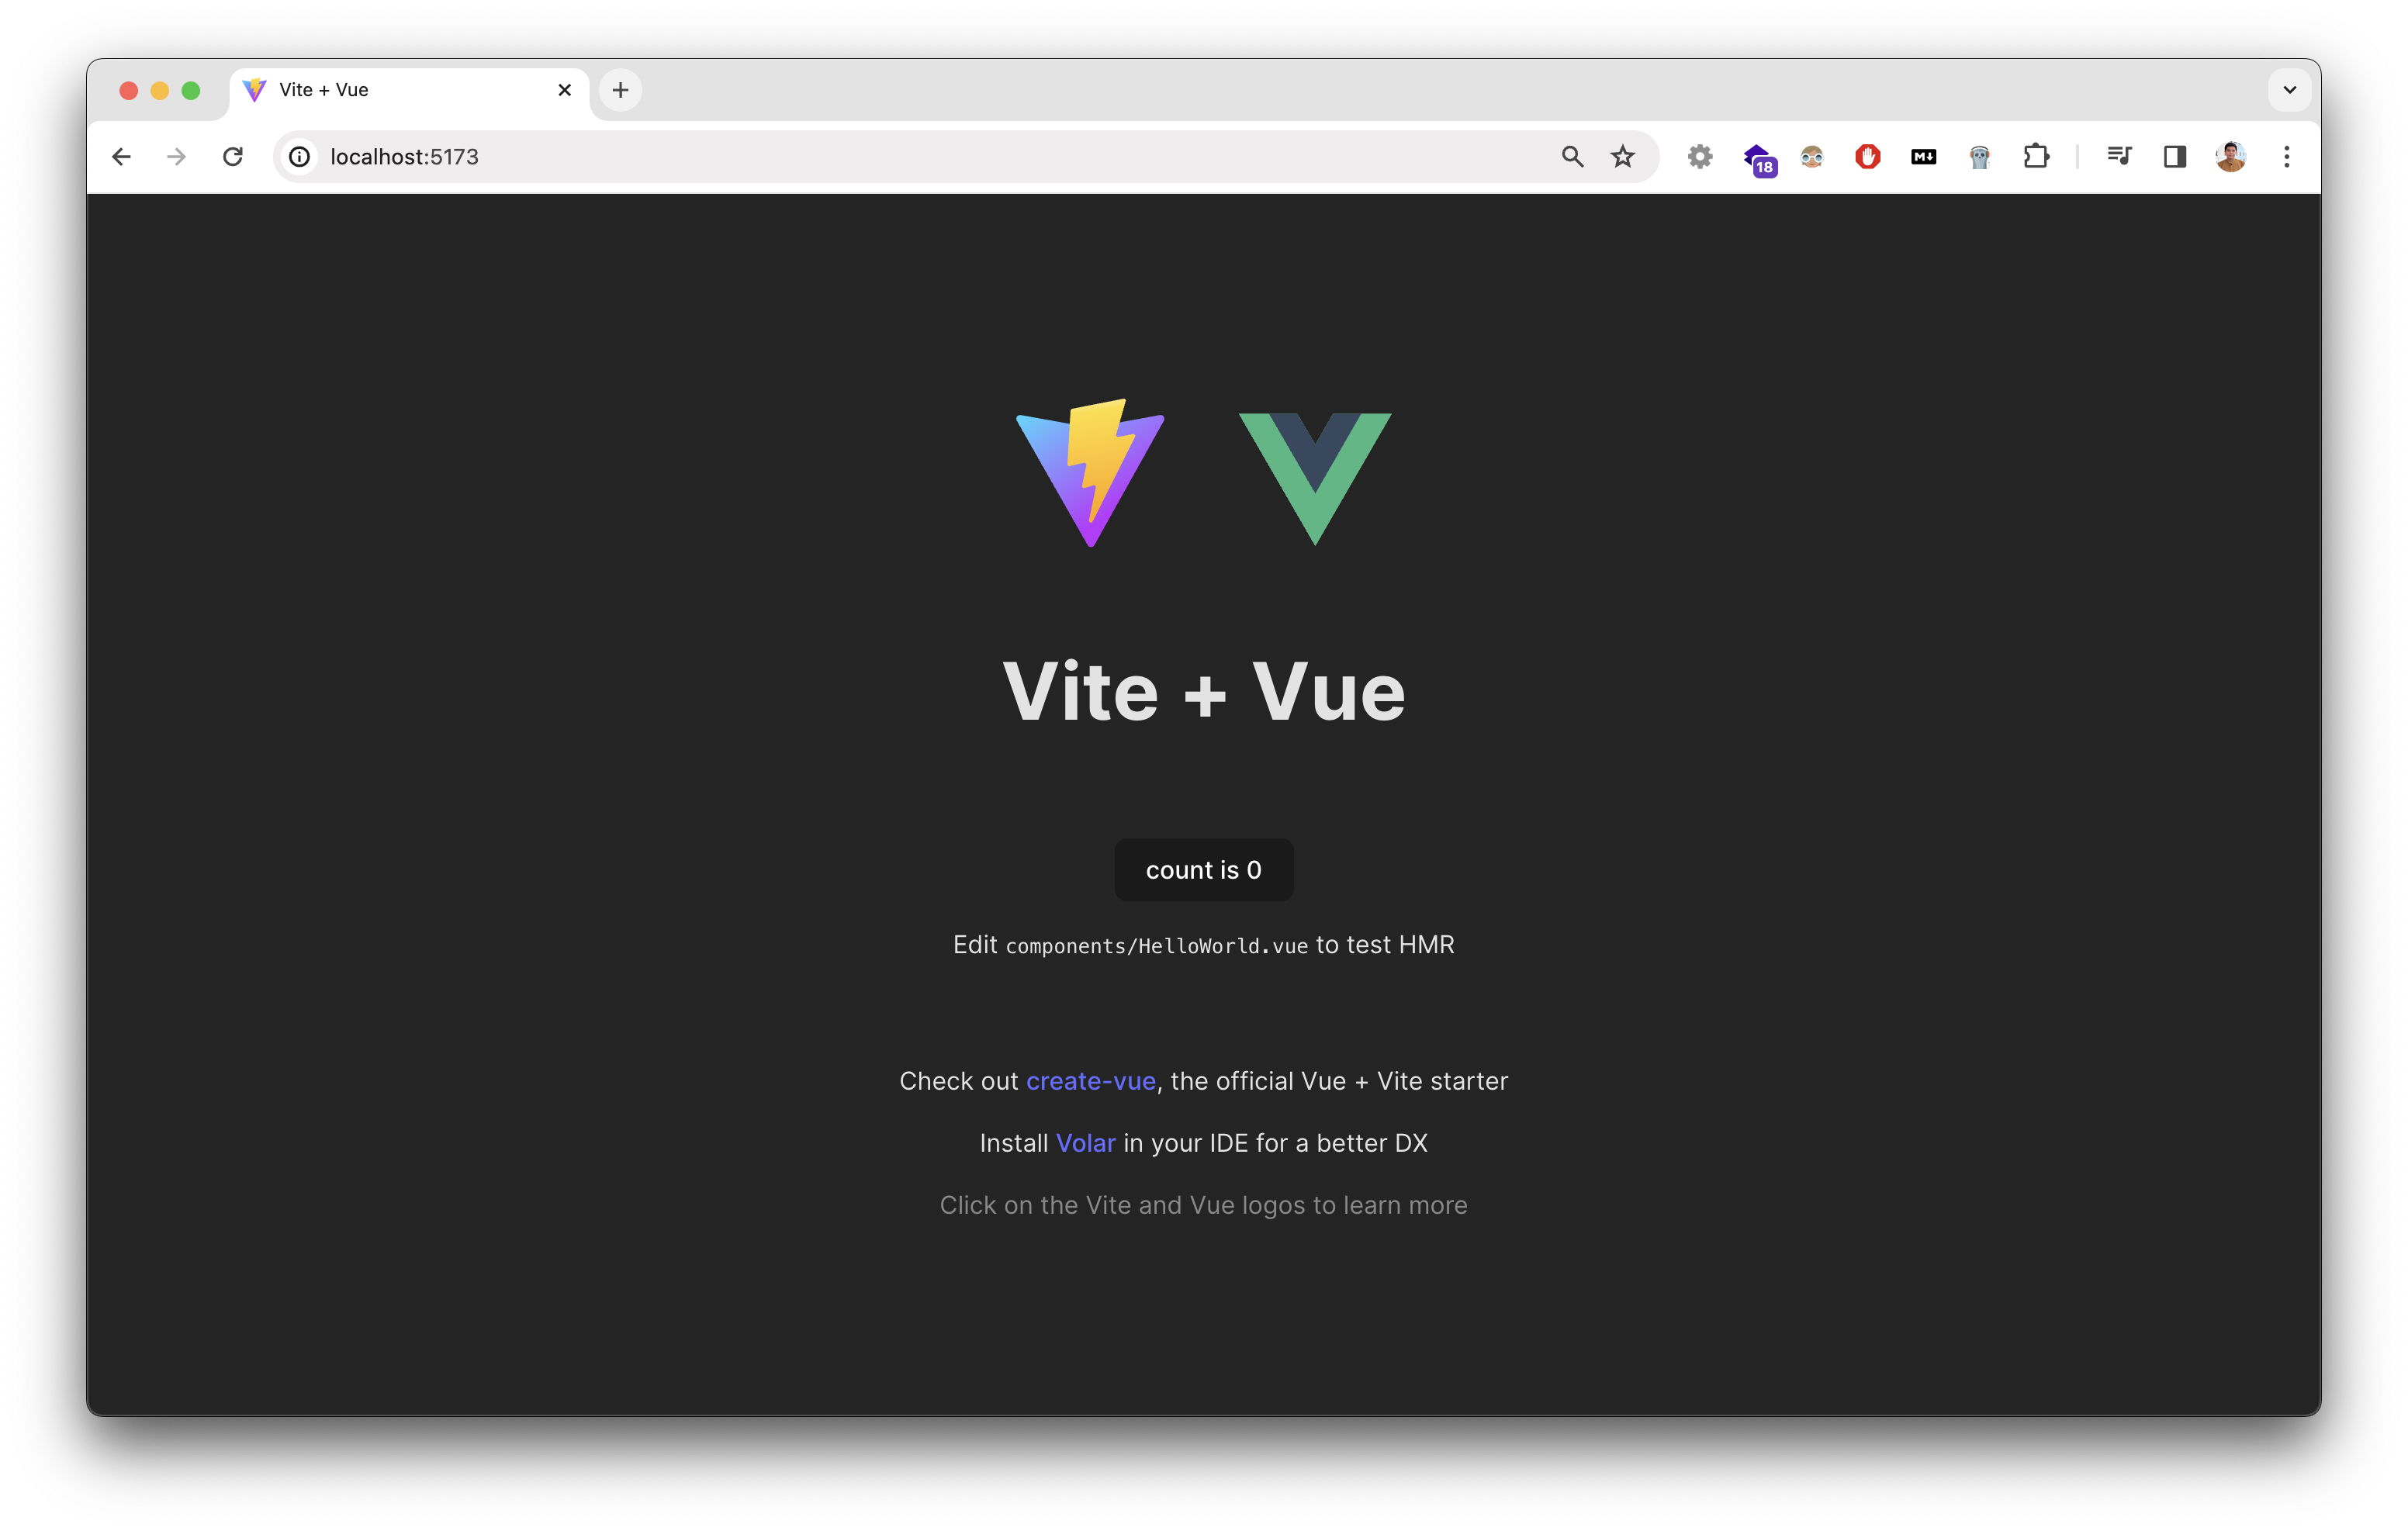 Vite + Vue
localhost:5173
18
M↓
Vite + Vue
count is 0
Edit components/HelloWorld.vue to test HMR
Check out create-vue, the official Vue + Vite starter
Install Volar in your IDE for a better DX
Click on the Vite and Vue logos to learn more